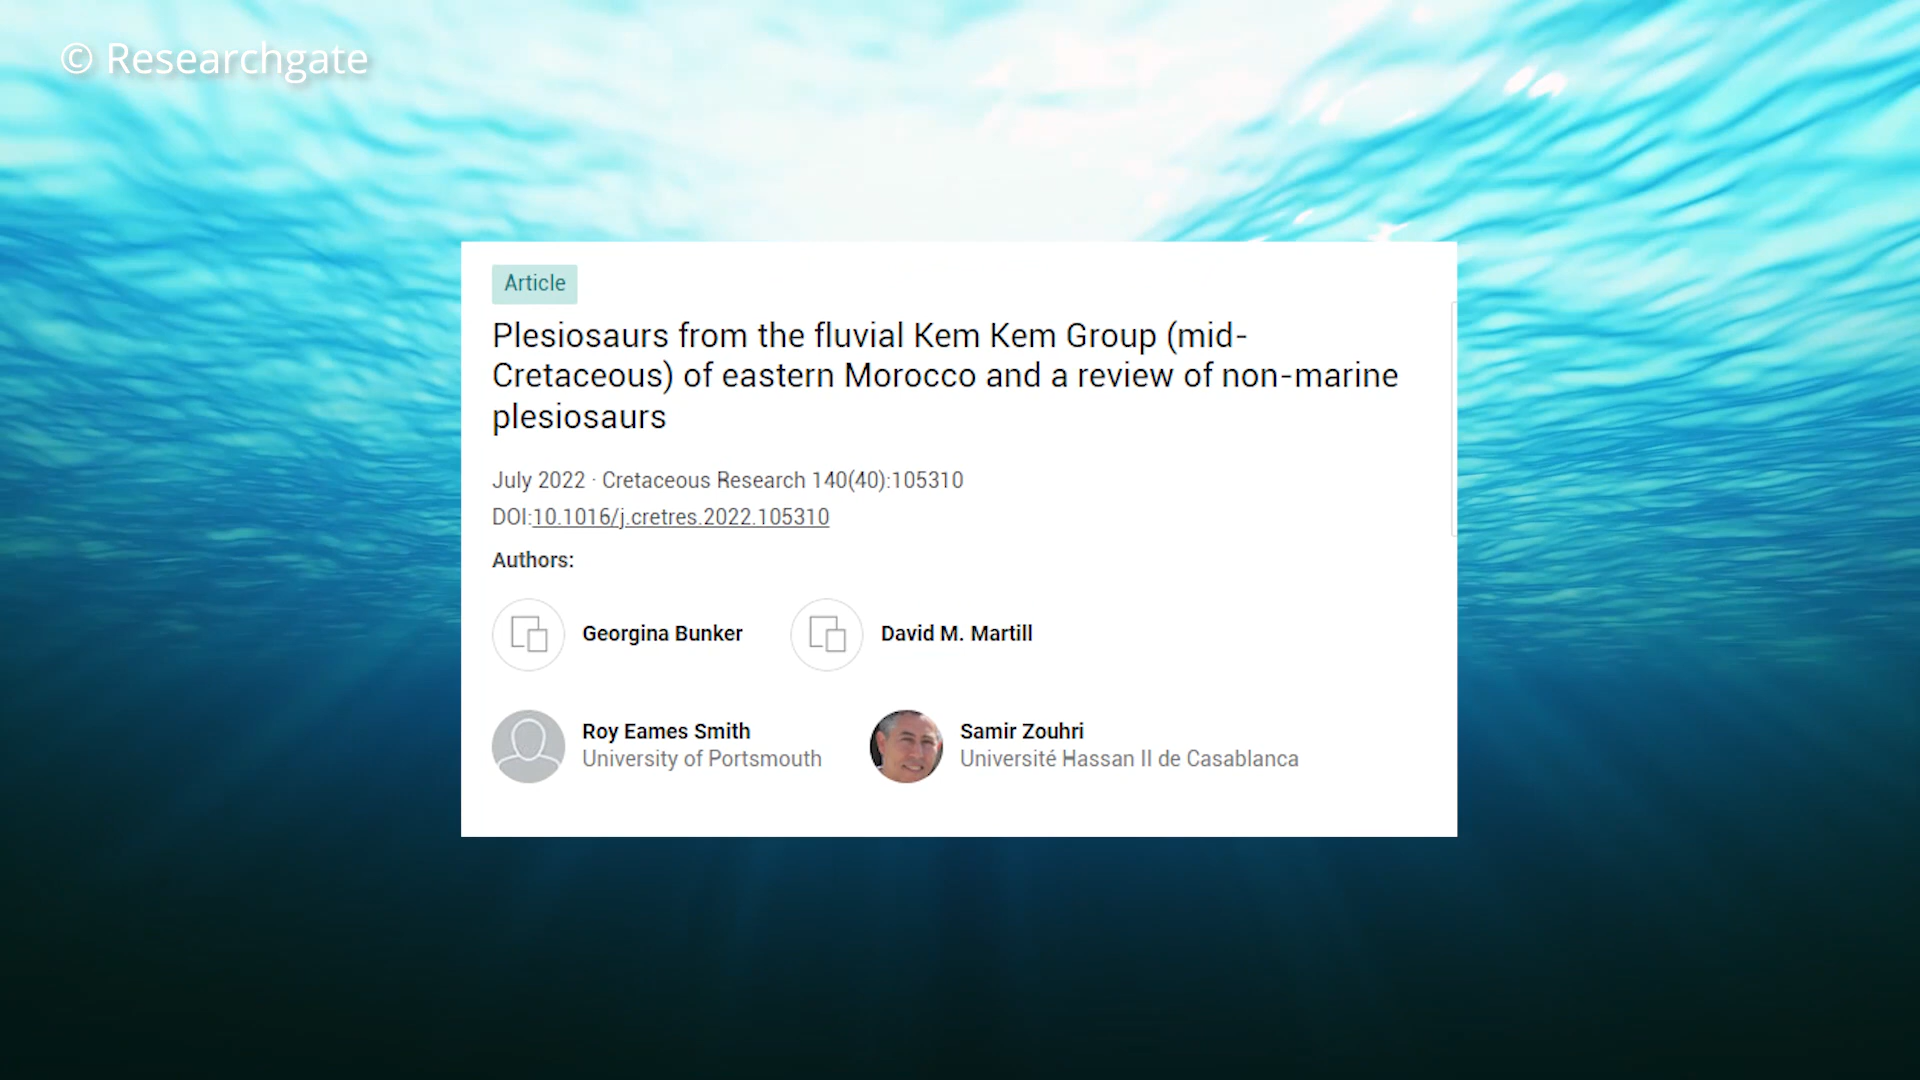 © Researchgate
Article
Plesiosaurs from the fluvial Kem Kem Group (mid-
Cretaceous) of eastern Morocco and a review of non-marine
plesiosaurs
July 2022 · Cretaceous Research 140(40):105310
DOI:10.1016/j.cretres.2022.105310
Authors:
Georgina Bunker
David M. Martill
Roy Eames Smith
University of Portsmouth
Samir Zouhri
Université Hassan II de Casablanca